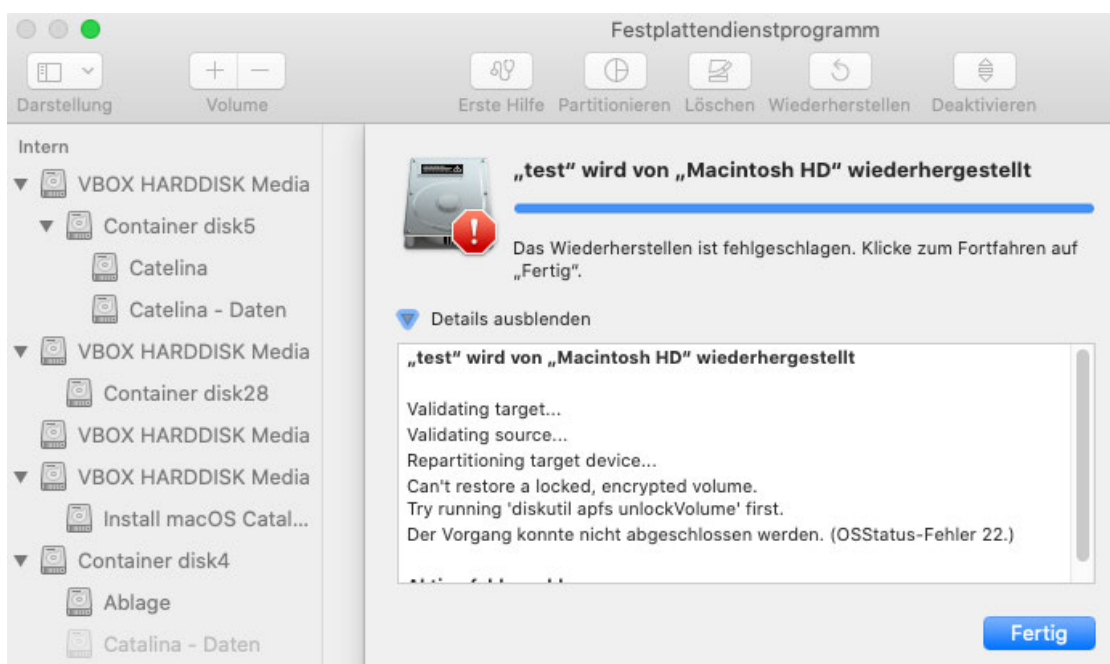 Festplattendienstprogramm
Darstellung
Volume
Erste Hilfe
Partitionieren
Löschen
Wiederherstellen
Deaktivieren
Intern
VBOX HARDDISK Media
Container disk5
Catelina
Catelina - Daten
VBOX HARDDISK Media
Container disk28
VBOX HARDDISK Media
VBOX HARDDISK Media
Install macOS Catal...
Container disk4
Ablage
Catalina - Daten
„test“ wird von „Macintosh HD“ wiederhergestellt
Das Wiederherstellen ist fehlgeschlagen. Klicke zum Fortfahren auf
„Fertig“.
Details ausblenden
„test“ wird von „Macintosh HD“ wiederhergestellt
Validating target...
Validating source...
Repartitioning target device...
Can't restore a locked, encrypted volume.
Try running 'diskutil apfs unlockVolume' first.
Der Vorgang konnte nicht abgeschlossen werden. (OSStatus-Fehler 22.)
Fertig